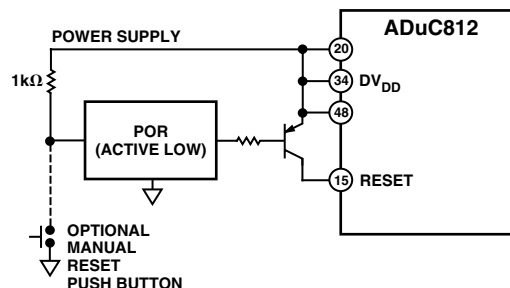 ADuC812
POWER SUPPLY
20
1kΩ
34 DVDD
48
POR
(ACTIVE LOW)
15 RESET
OPTIONAL
MANUAL
RESET
PUSH BUTTON